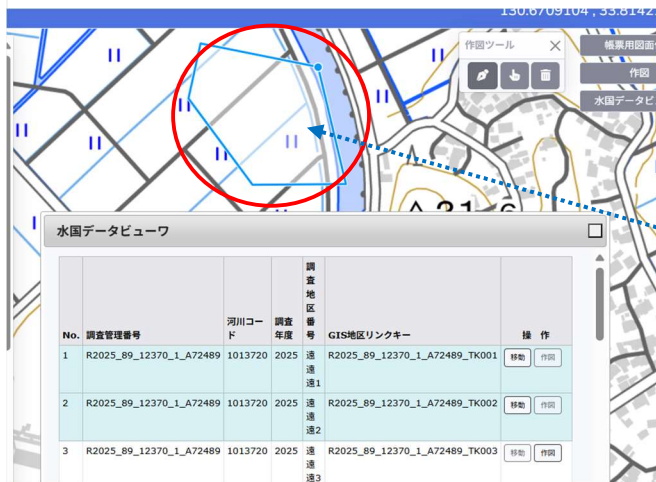 130.6709104 , 33.8142
作図ツール
帳票用図面
作図
水国データビ
水国データビューワ
No. 調査管理番号 河川コード 調査年度 調査地区番号 GIS地区リンクキー 操 作
1 R2025_89_12370_1_A72489 1013720 2025 遠遠遠1 R2025_89_12370_1_A72489_TK001 移動 作図
2 R2025_89_12370_1_A72489 1013720 2025 遠遠遠2 R2025_89_12370_1_A72489_TK002 移動 作図
3 R2025_89_12370_1_A72489 1013720 2025 遠遠遠3 R2025_89_12370_1_A72489_TK003 移動 作図